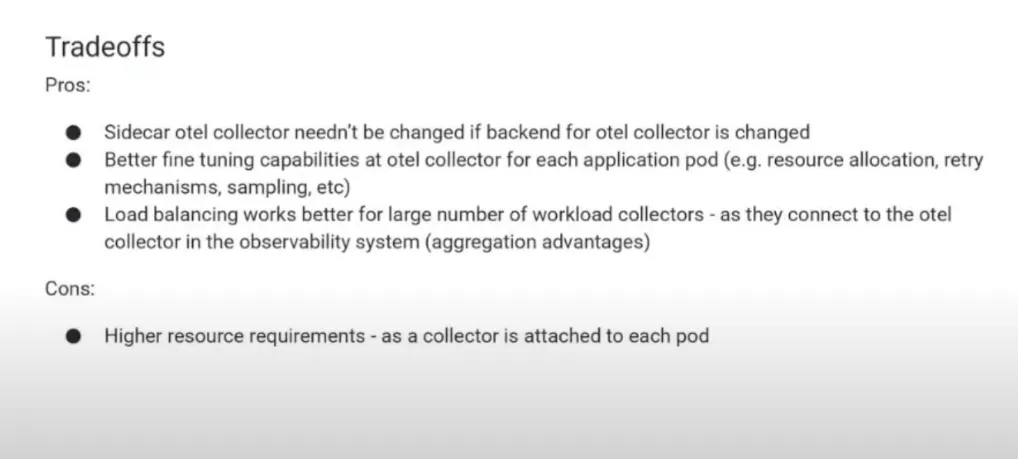 Tradeoffs
Pros:
● Sidecar otel collector needn't be changed if backend for otel collector is changed
● Better fine tuning capabilities at otel collector for each application pod (e.g. resource allocation, retry
mechanisms, sampling, etc)
● Load balancing works better for large number of workload collectors - as they connect to the otel
collector in the observability system (aggregation advantages)
Cons:
● Higher resource requirements - as a collector is attached to each pod